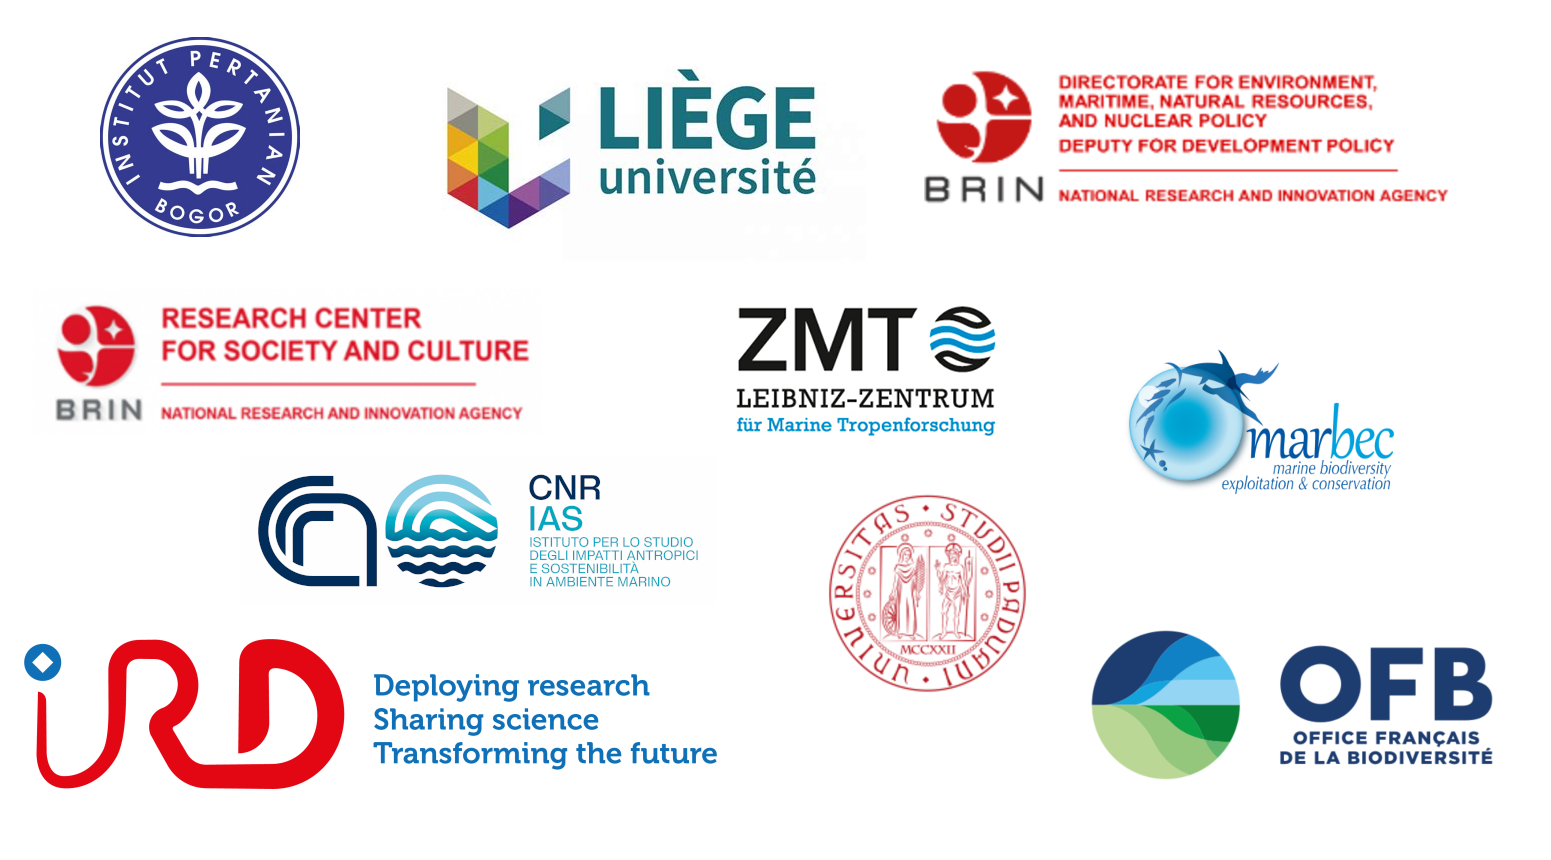 INSTITUT PERTANIAN
BOGOR
LIÈGE
université
BRIN
DIRECTORATE FOR ENVIRONMENT,
MARITIME, NATURAL RESOURCES,
AND NUCLEAR POLICY
DEPUTY FOR DEVELOPMENT POLICY
NATIONAL RESEARCH AND INNOVATION AGENCY
BRIN
RESEARCH CENTER
FOR SOCIETY AND CULTURE
NATIONAL RESEARCH AND INNOVATION AGENCY
ZMT
LEIBNIZ-ZENTRUM
für Marine Tropenforschung
marbec
marine biodiversity
exploitation & conservation
CNR
IAS
ISTITUTO PER LO STUDIO
DEGLI IMPATTI ANTROPICI
E SOSTENIBILITÀ
IN AMBIENTE MARINO
UNIVERSITAS STUDII PADUANI
MCCXXII
iRD
Deploying research
Sharing science
Transforming the future
OFB
OFFICE FRANÇAIS
DE LA BIODIVERSITÉ